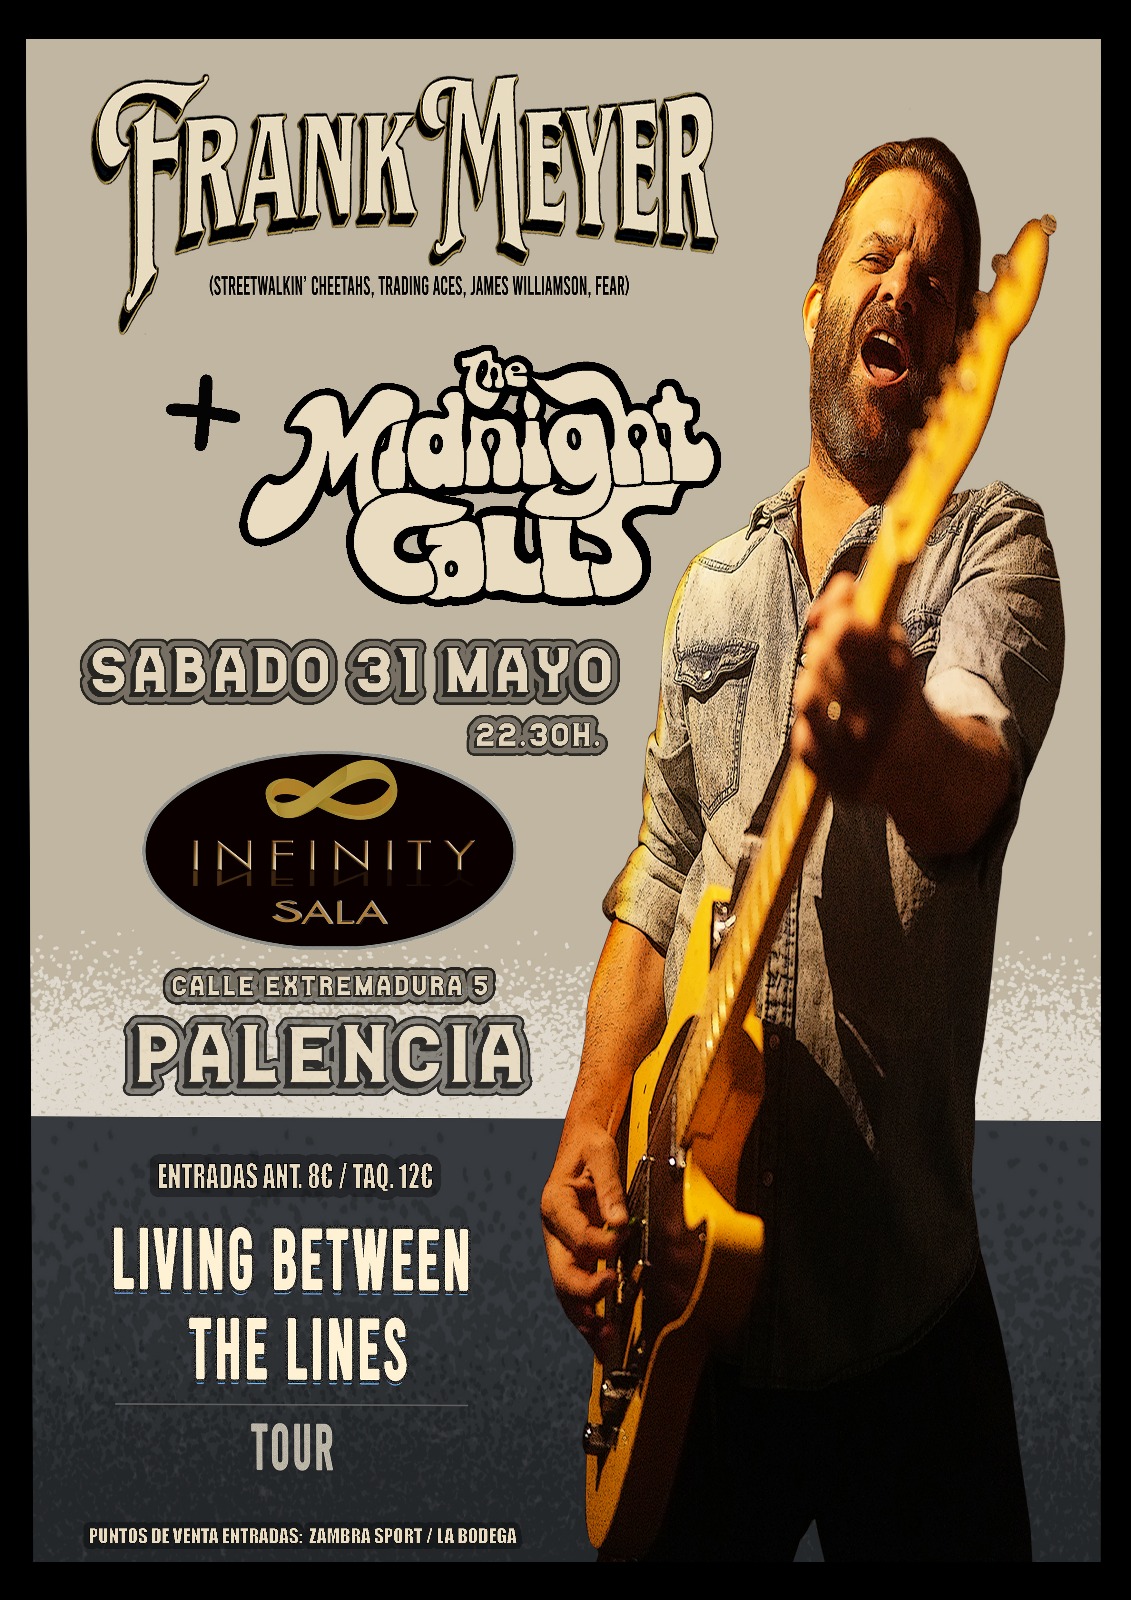 FRANK MEYER
(STREETWALKIN' CHEETAHS, TRADING ACES, JAMES WILLIAMSON, FEAR)
+
The
Midnight
Calls
SABADO 31 MAYO
22.30H.
INFINITY
SALA
CALLE EXTREMADURA 5
PALENCIA
ENTRADAS ANT. 8€ / TAQ. 12€
LIVING BETWEEN
THE LINES
TOUR
PUNTOS DE VENTA ENTRADAS: ZAMBRA SPORT / LA BODEGA